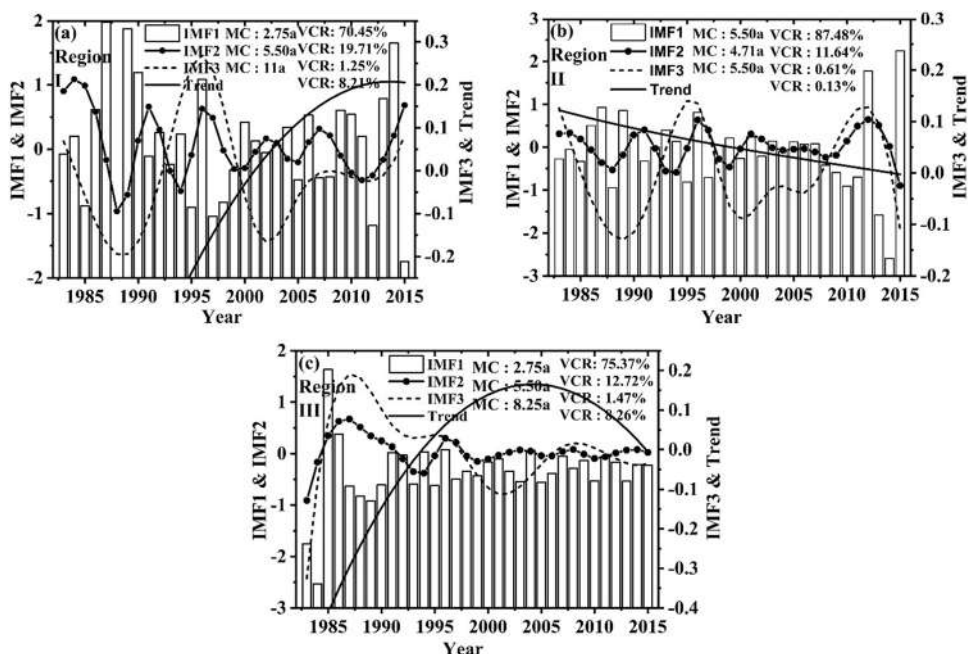 (a)
Region
I
IMF1 MC : 2.75a VCR: 70.45%
IMF2 MC : 5.50a VCR: 19.71%
IMF3 MC : 11a VCR: 1.25%
Trend VCR: 8.21%
IMF1 & IMF2
2
1
0
-1
-2
IMF3 & Trend
0.3
0.2
0.1
0.0
-0.1
-0.2
1985 1990 1995 2000 2005 2010 2015
Year
(b)
Region
II
IMF1 MC : 5.50a VCR: 87.48%
IMF2 MC : 4.71a VCR: 11.64%
IMF3 MC : 5.50a VCR: 0.61%
Trend VCR: 0.13%
IMF1 & IMF2
3
2
1
0
-1
-2
-3
IMF3 & Trend
0.3
0.2
0.1
0.0
-0.1
-0.2
1985 1990 1995 2000 2005 2010 2015
Year
(c)
Region
III
IMF1 MC : 2.75a VCR: 75.37%
IMF2 MC : 5.50a VCR: 12.72%
IMF3 MC : 8.25a VCR: 1.47%
Trend VCR: 8.26%
IMF1 & IMF2
2
1
0
-1
-2
-3
IMF3 & Trend
0.2
0.1
0.0
-0.1
-0.2
-0.3
-0.4
1985 1990 1995 2000 2005 2010 2015
Year